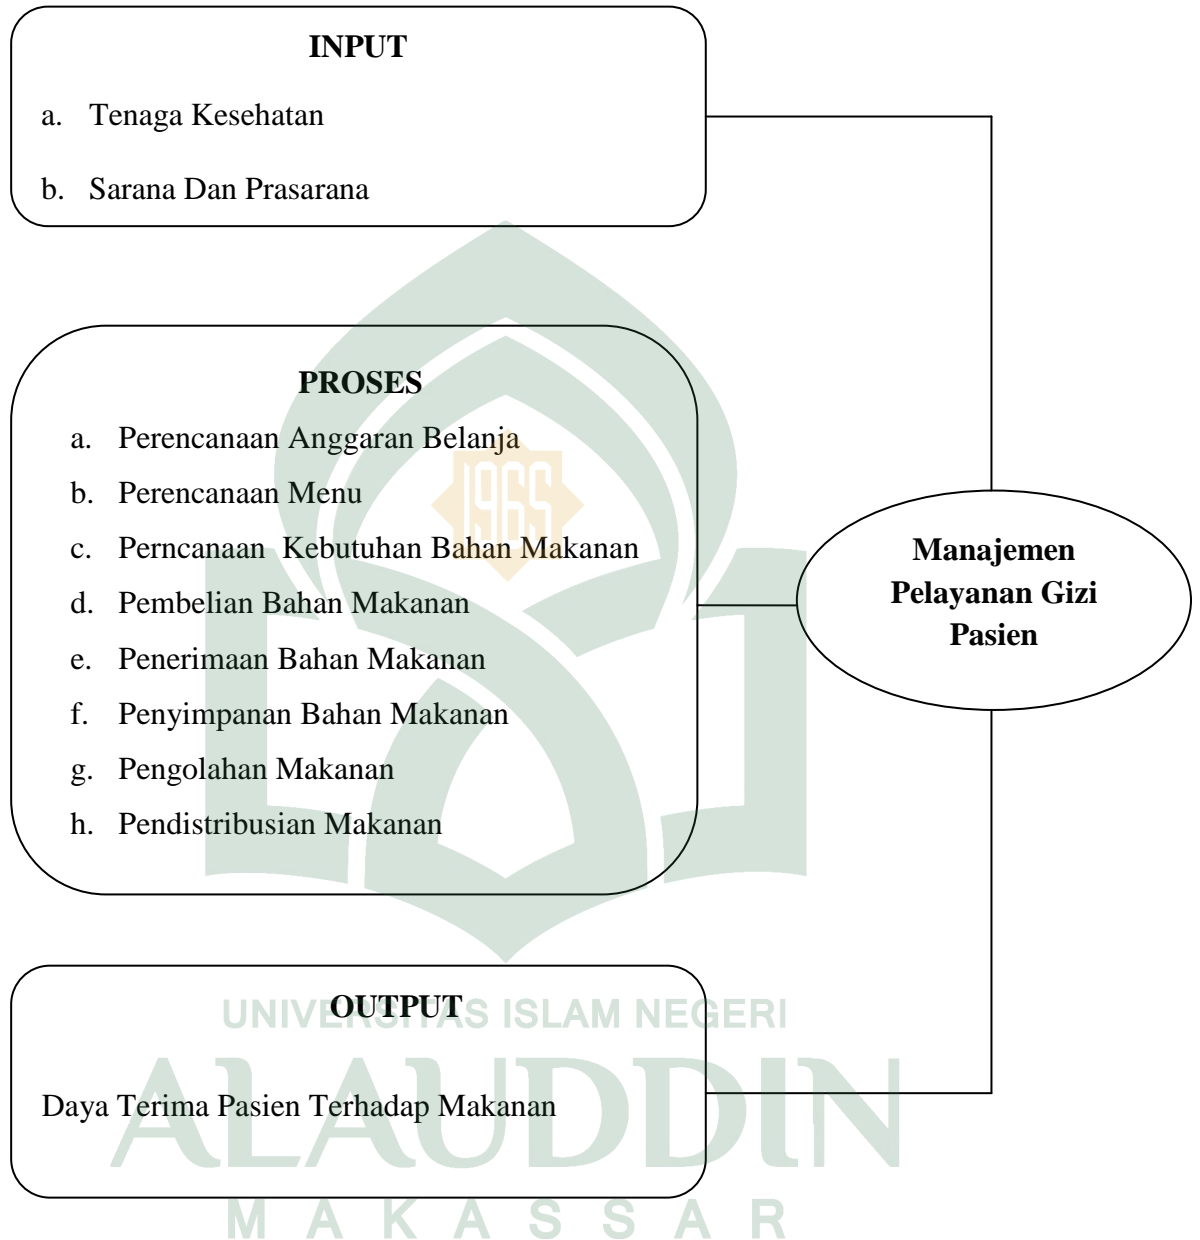 INPUT
a. Tenaga Kesehatan
b. Sarana Dan Prasarana
PROSES
a. Perencanaan Anggaran Belanja
b. Perencanaan Menu
c. Perncanaan Kebutuhan Bahan Makanan
d. Pembelian Bahan Makanan
e. Penerimaan Bahan Makanan
f. Penyimpanan Bahan Makanan
g. Pengolahan Makanan
h. Pendistribusian Makanan
1965
Manajemen
Pelayanan Gizi
Pasien
OUTPUT
Daya Terima Pasien Terhadap Makanan
UNIVERSITAS ISLAM NEGERI
ALAUDDIN
MAKASSAR